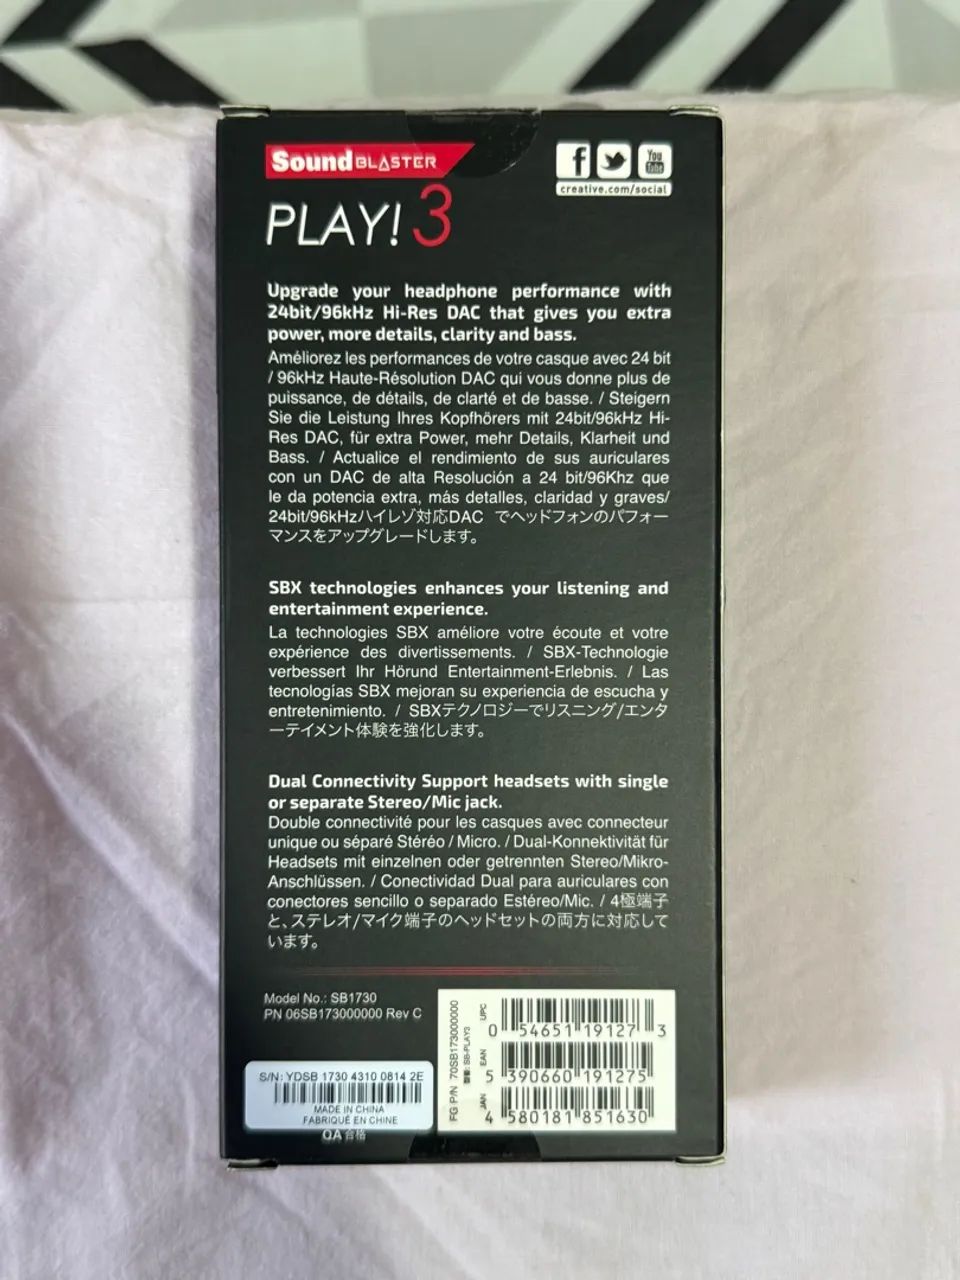 Sound BLASTER
PLAY! 3
f
You
Tube
creative.com/social
Upgrade your headphone performance with
24bit/96kHz Hi-Res DAC that gives you extra
power, more details, clarity and bass.
Améliorez les performances de votre casque avec 24 bit
/ 96kHz Haute-Résolution DAC qui vous donne plus de
puissance, de détails, de clarté et de basse. / Steigern
Sie die Leistung Ihres Kopfhörers mit 24bit/96kHz Hi-
Res DAC, für extra Power, mehr Details, Klarheit und
Bass. / Actualice el rendimiento de sus auriculares
con un DAC de alta Resolución a 24 bit/96Khz que
le da potencia extra, más detalles, claridad y graves/
24bit/96kHzハイレゾ対応DAC でヘッドフォンのパフォー
マンスをアップグレードします。
SBX technologies enhances your listening and
entertainment experience.
La technologies SBX améliore votre écoute et votre
expérience des divertissements. / SBX-Technologie
verbessert Ihr Hörund Entertainment-Erlebnis. / Las
tecnologías SBX mejoran su experiencia de escucha y
entretenimiento. / SBXテクノロジーでリスニング/エンタ
ーテイメント体験を強化します。
Dual Connectivity Support headsets with single
or separate Stereo/Mic jack.
Double connectivité pour les casques avec connecteur
unique ou séparé Stéréo / Micro. / Dual-Konnektivität für
Headsets mit einzelnen oder getrennten Stereo/Mikro-
Anschlüssen. / Conectividad Dual para auriculares con
conectores sencillo o separado Estéreo/Mic. / 4極端子
と、ステレオ/マイク端子のヘッドセットの両方に対応して
います。
Model No.: SB1730
PN 06SB173000000 Rev C
S/N: YDSB 1730 4310 0814 2E
MADE IN CHINA
FABRIQUÉ EN CHINE
QA 合格
FG P/N 70SB173000000
型番: SB-PLAY3
UPC
0 54651 19127 3
EAN
5 390660 191275
JAN
4 580181 851630